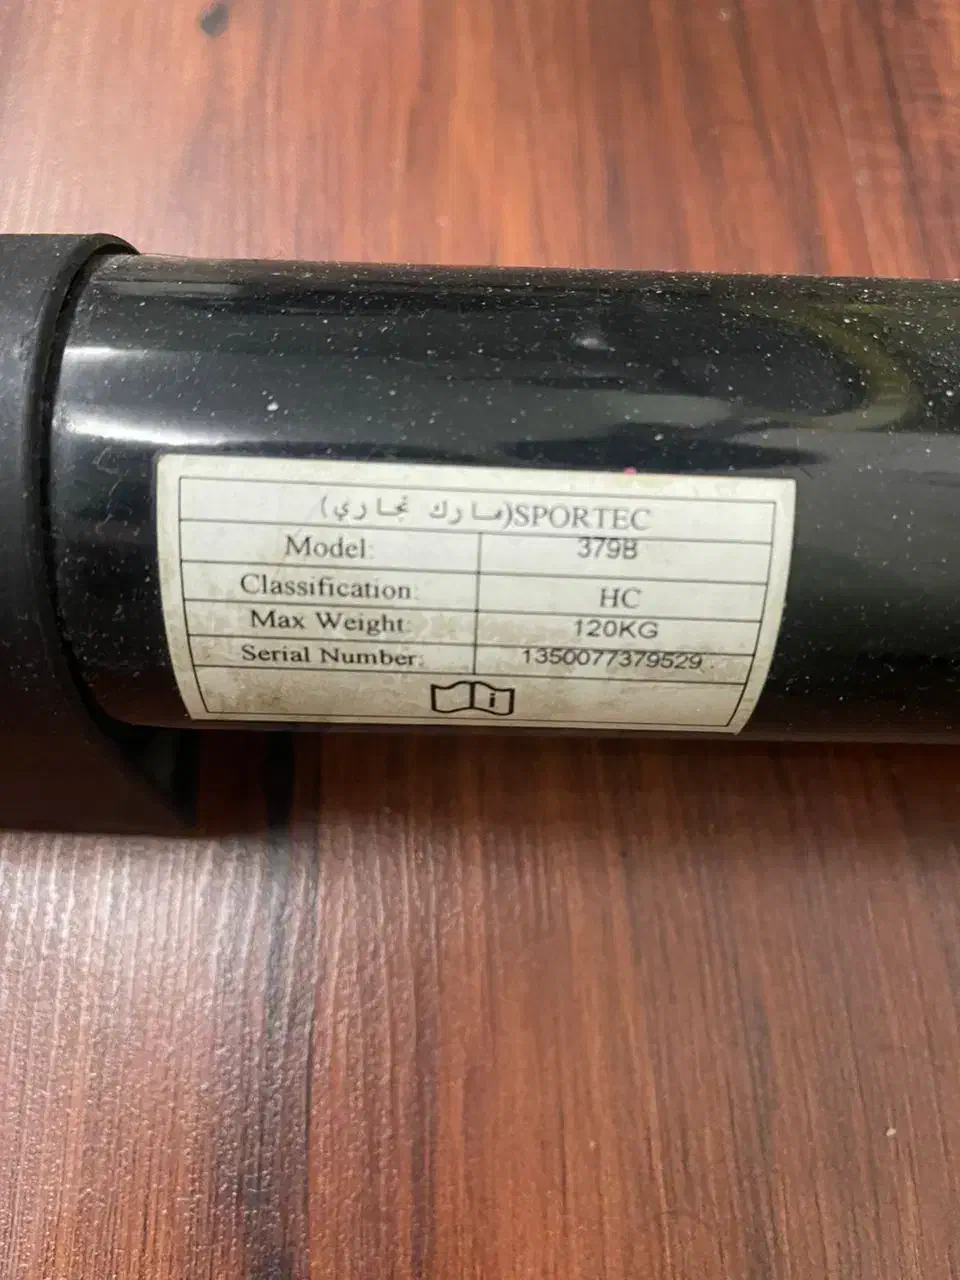 SPORTEC(مارك تجاري)
Model: 379B
Classification: HC
Max Weight: 120KG
Serial Number: 1350077379529
i